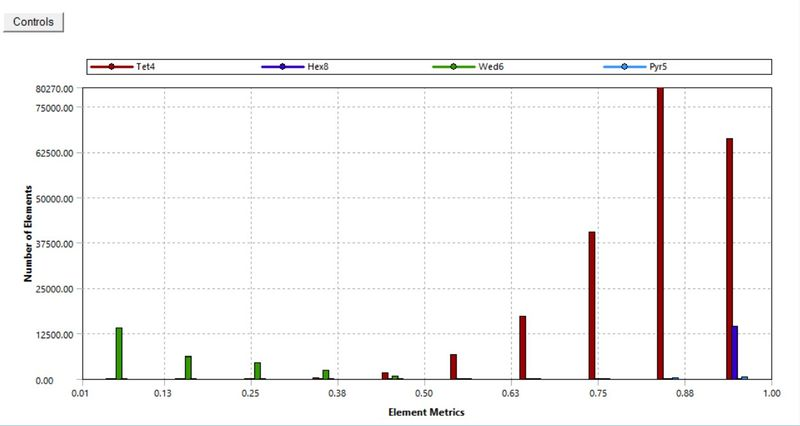 Controls
Tet4 Hex8 Wed6 Pyr5
80270.00
75000.00
62500.00
50000.00
37500.00
25000.00
12500.00
0.00
Number of Elements
0.01 0.13 0.25 0.38 0.50 0.63 0.75 0.88 1.00
Element Metrics